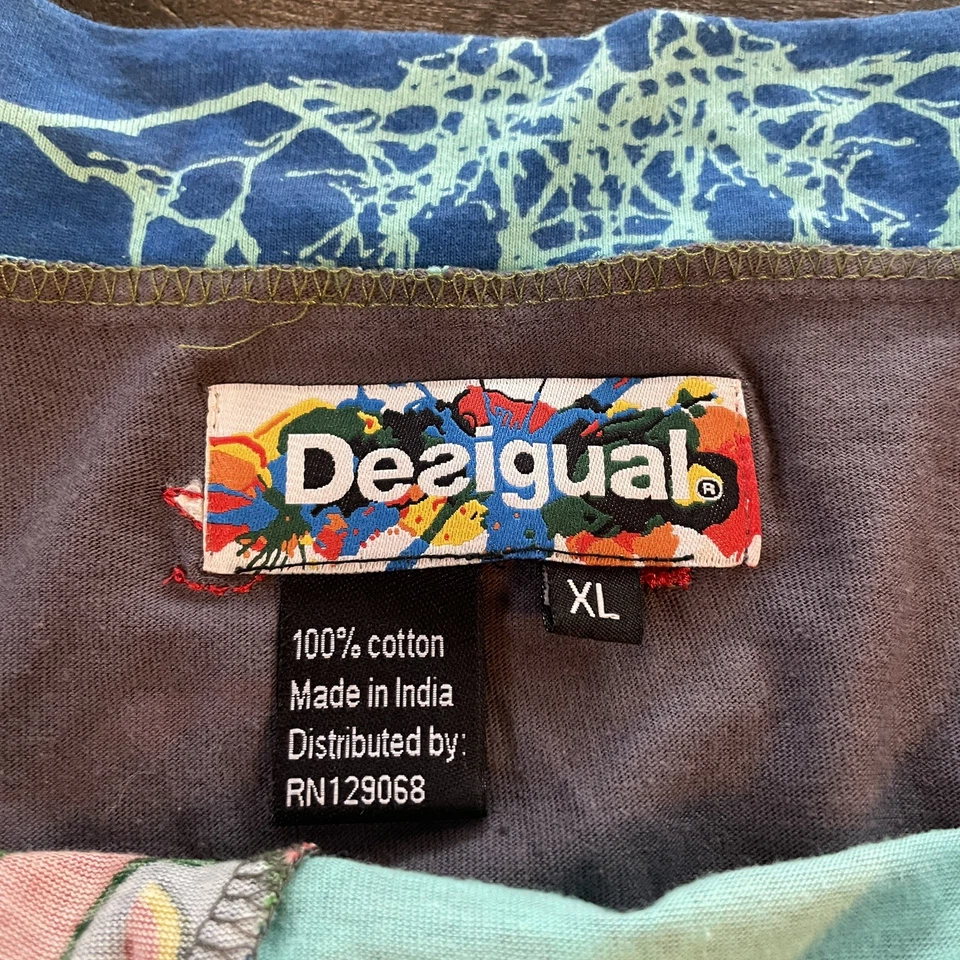 Desigual®
XL
100% cotton
Made in India
Distributed by:
RN129068